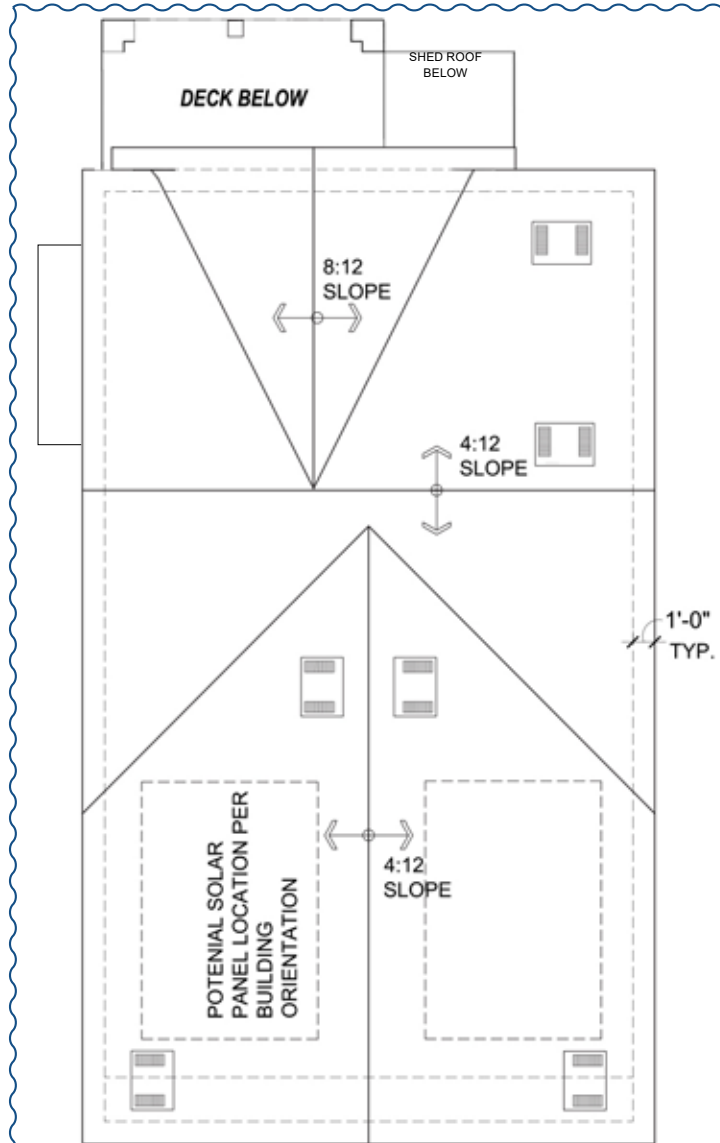 SHED ROOF
BELOW
DECK BELOW
8:12
SLOPE
4:12
SLOPE
1'-0"
TYP.
4:12
SLOPE
POTENIAL SOLAR
PANEL LOCATION PER
BUILDING
ORIENTATION